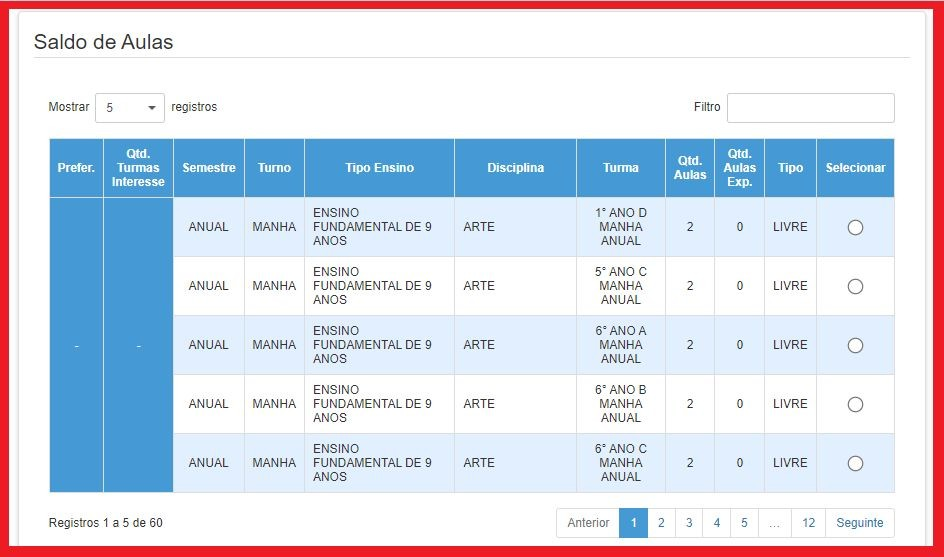 Saldo de Aulas
Mostrar 5 registros Filtro
Prefer. Qtd. Turmas Interesse Semestre Turno Tipo Ensino Disciplina Turma Qtd. Aulas Qtd. Aulas Exp. Tipo Selecionar
- - ANUAL MANHA ENSINO FUNDAMENTAL DE 9 ANOS ARTE 1° ANO D MANHA ANUAL 2 0 LIVRE
ANUAL MANHA ENSINO FUNDAMENTAL DE 9 ANOS ARTE 5° ANO C MANHA ANUAL 2 0 LIVRE
ANUAL MANHA ENSINO FUNDAMENTAL DE 9 ANOS ARTE 6° ANO A MANHA ANUAL 2 0 LIVRE
ANUAL MANHA ENSINO FUNDAMENTAL DE 9 ANOS ARTE 6° ANO B MANHA ANUAL 2 0 LIVRE
ANUAL MANHA ENSINO FUNDAMENTAL DE 9 ANOS ARTE 6° ANO C MANHA ANUAL 2 0 LIVRE
Registros 1 a 5 de 60 Anterior 1 2 3 4 5 … 12 Seguinte